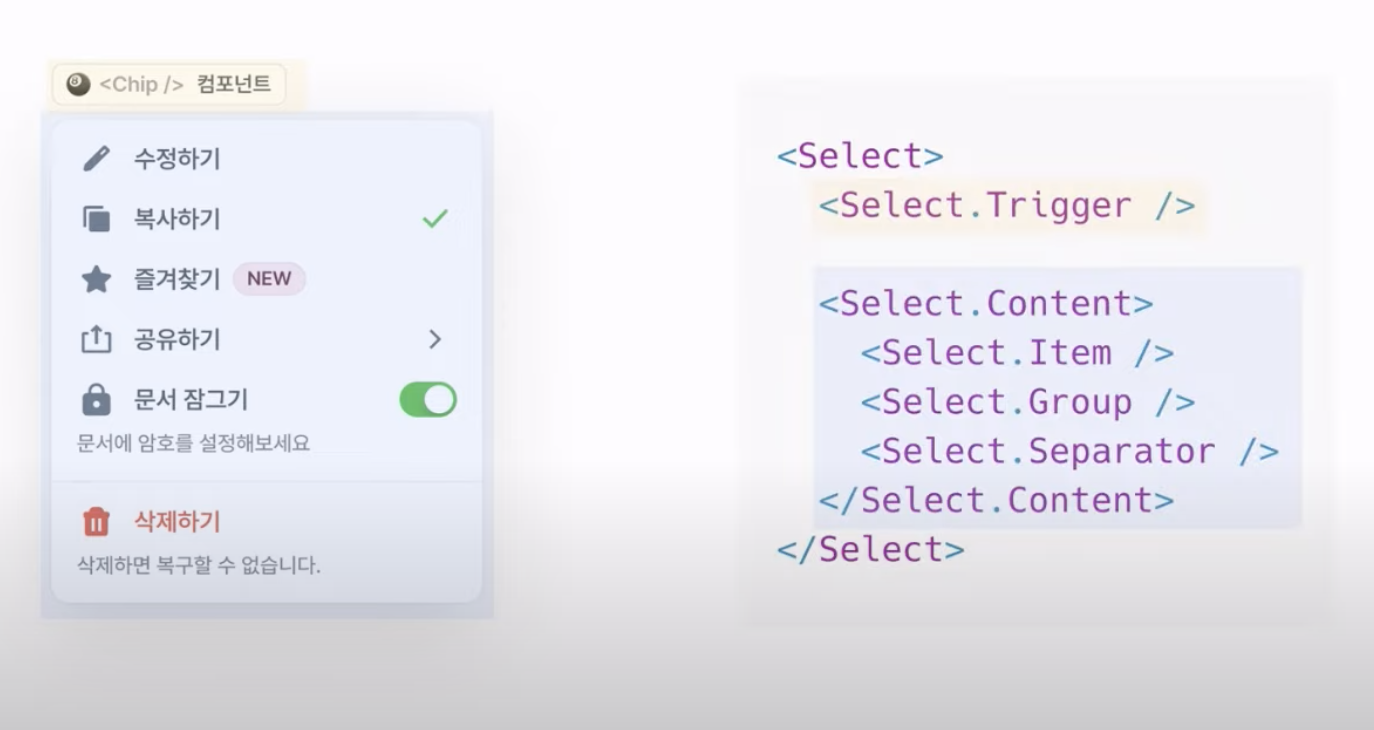 <Chip /> 컴포넌트
수정하기
복사하기
즐겨찾기 NEW
공유하기
문서 잠그기
문서에 암호를 설정해보세요
삭제하기
삭제하면 복구할 수 없습니다.
<Select>
<Select.Trigger />
<Select.Content>
<Select.Item />
<Select.Group />
<Select.Separator />
</Select.Content>
</Select>